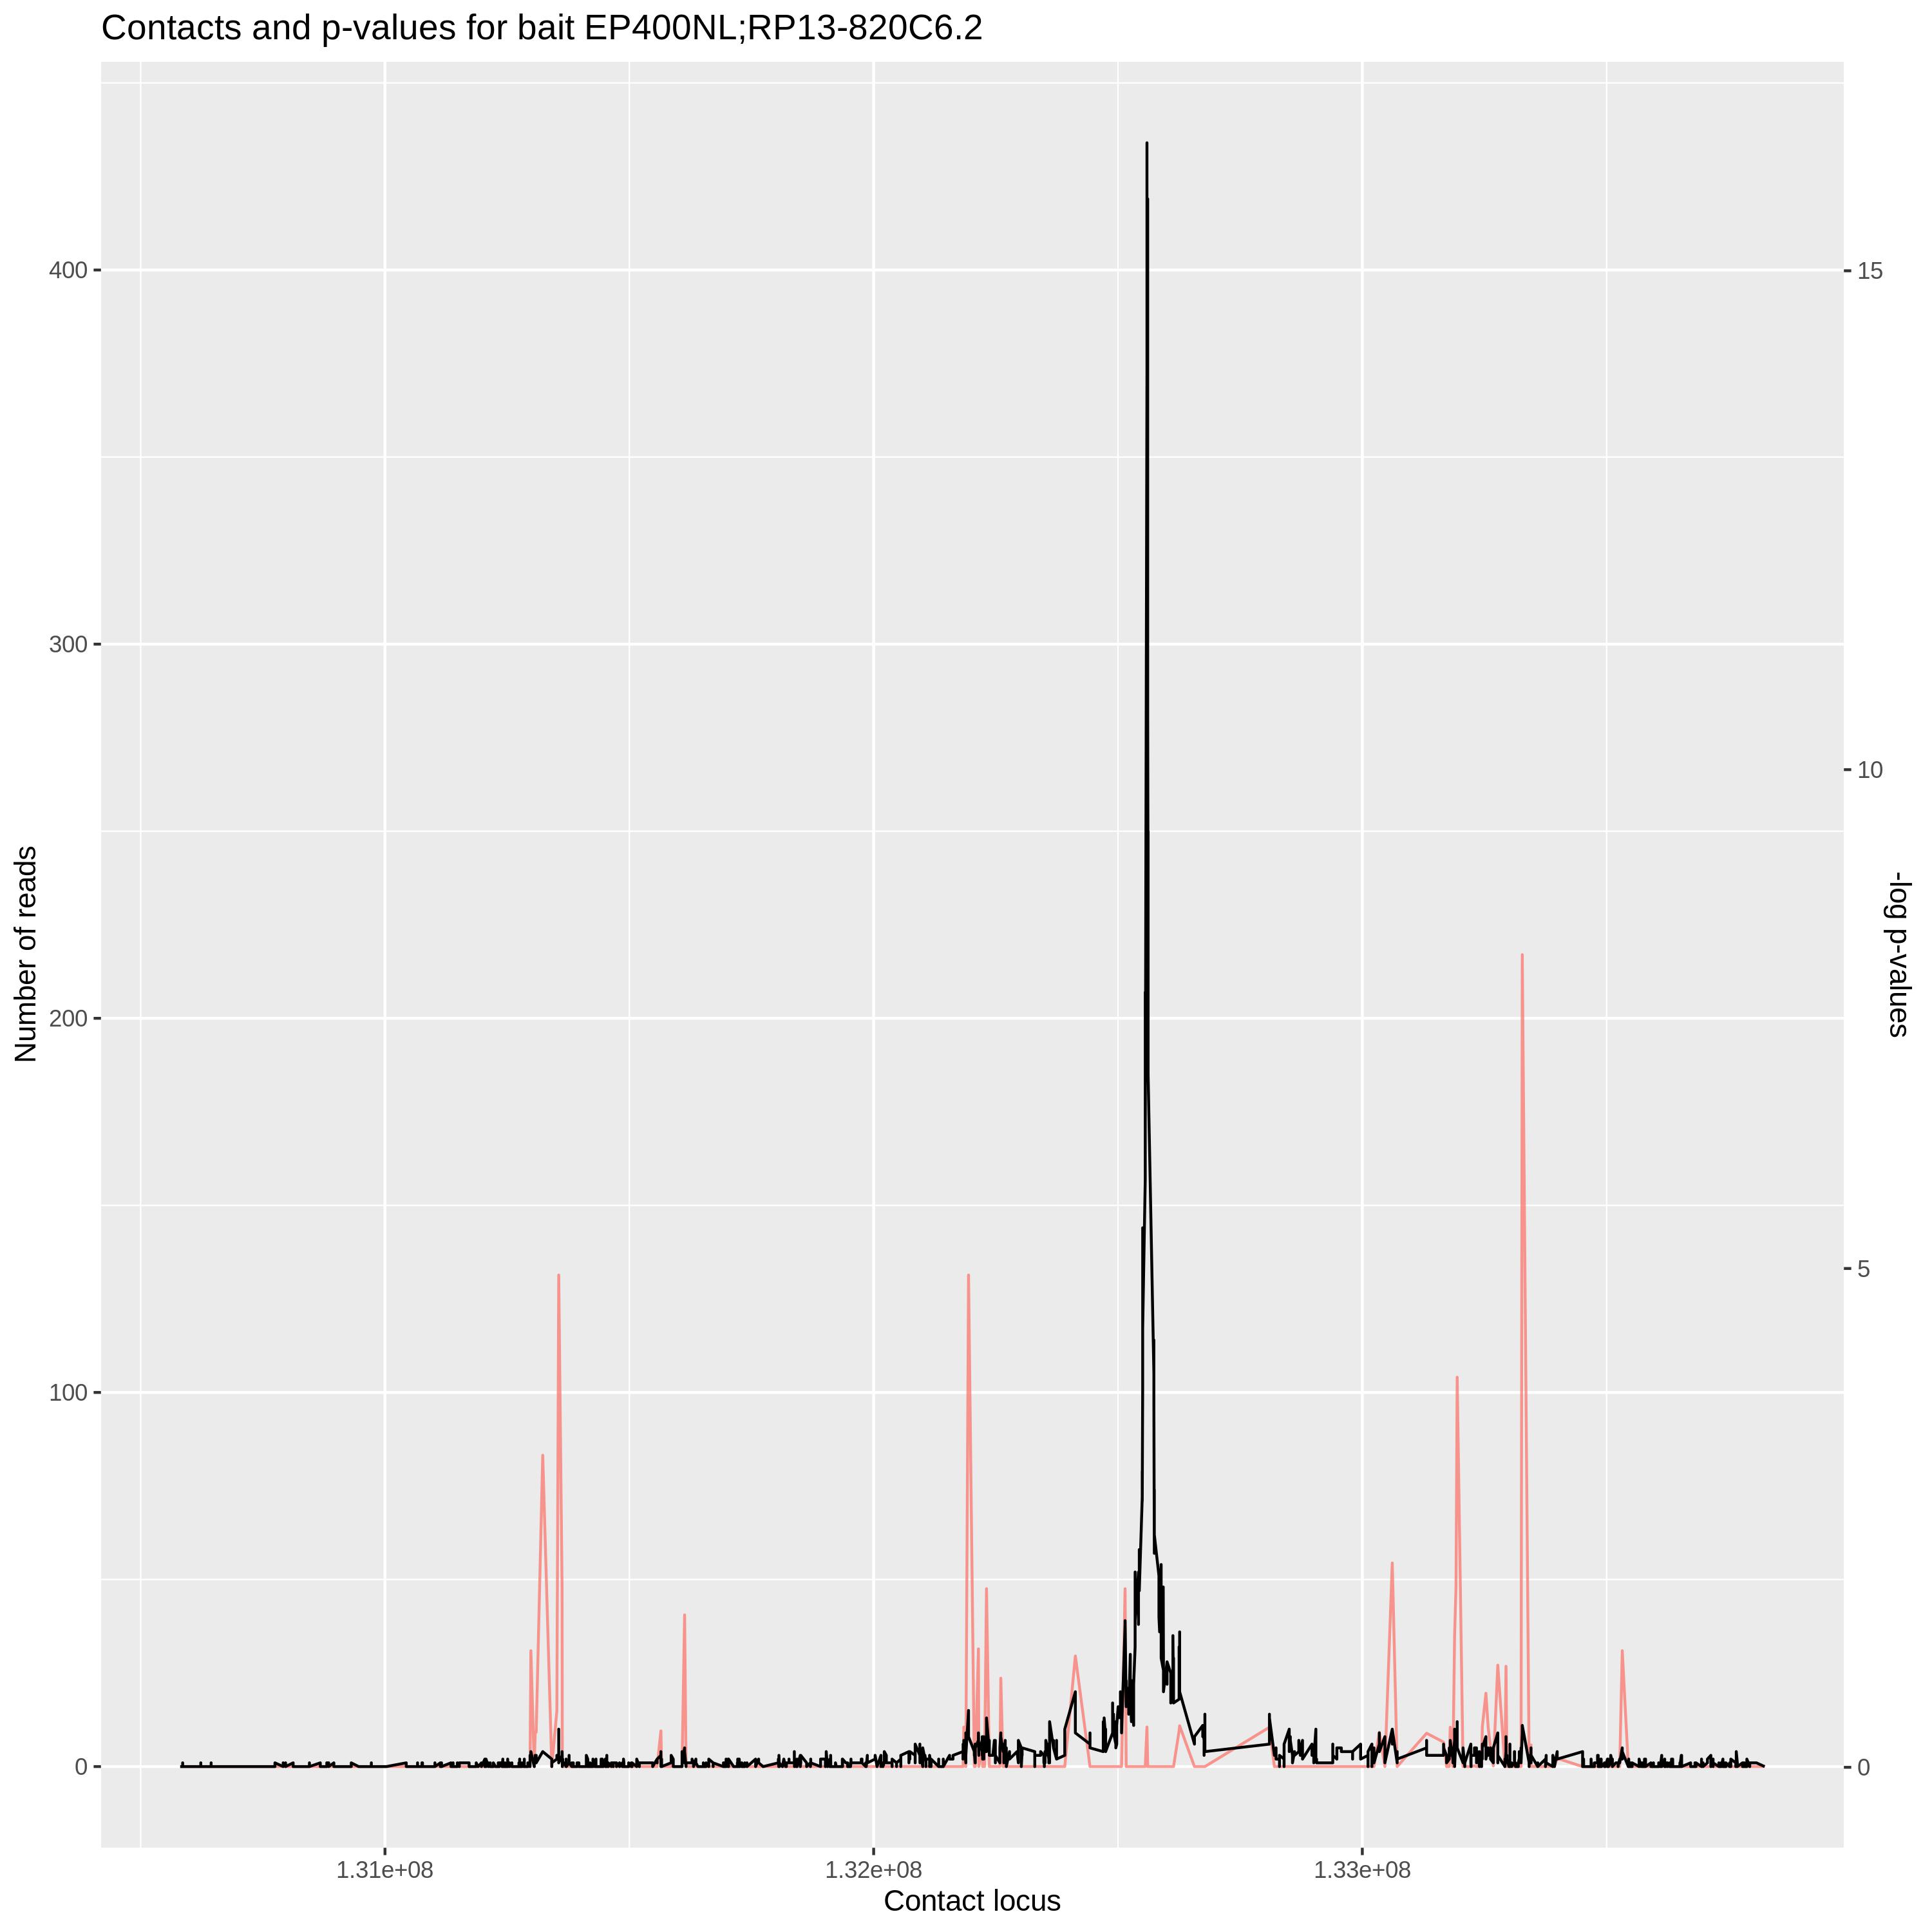 Contacts and p-values for bait EP400NL;RP13-820C6.2
400
300
200
100
0
15
10
5
0
Number of reads
-log p-values
1.31e+08
1.32e+08
1.33e+08
Contact locus